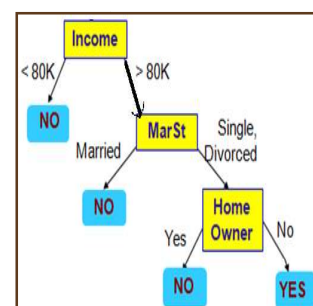 Income
< 80K
> 80K
NO
MarSt
Married
Single,
Divorced
NO
Home
Owner
Yes
No
NO
YES